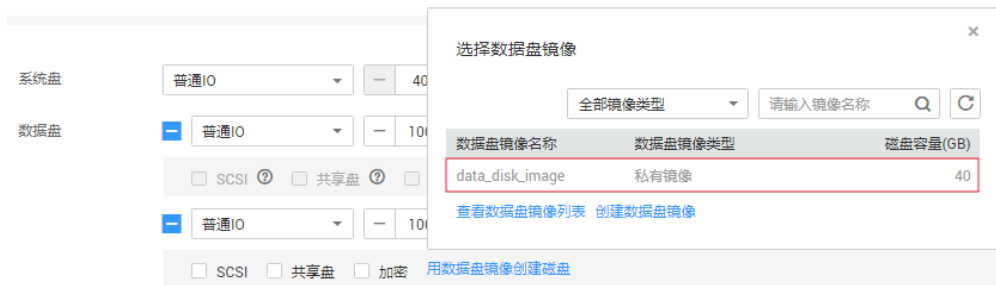 选择数据盘镜像
×
系统盘
普通IO
40
全部镜像类型
请输入镜像名称
数据盘
普通IO
100
数据盘镜像名称 数据盘镜像类型 磁盘容量(GB)
data_disk_image 私有镜像 40
SCSI ? 共享盘 ?
查看数据盘镜像列表 创建数据盘镜像
普通IO
100
SCSI 共享盘 加密 用数据盘镜像创建磁盘